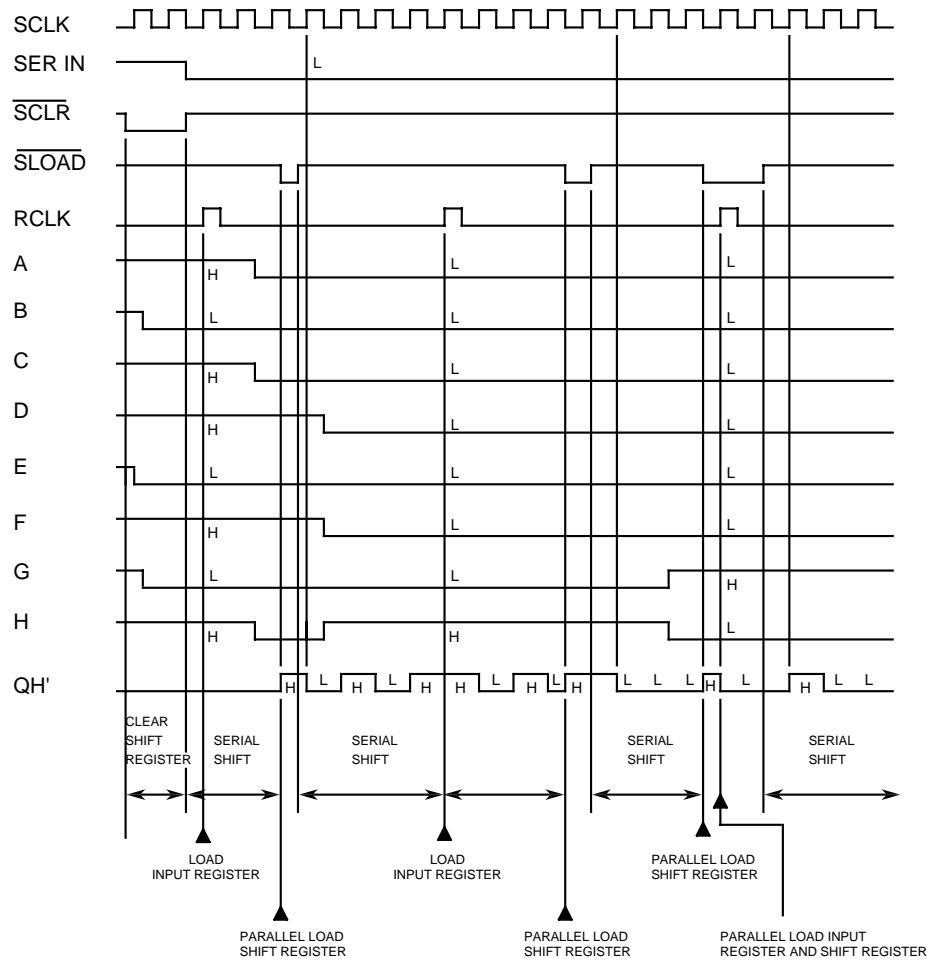 SCLK
SER IN
L
SCLR
SLOAD
RCLK
A
H
L
L
B
L
L
L
C
H
L
L
D
H
L
L
E
L
L
L
F
H
L
L
G
L
L
H
H
H
H
L
QH'
H
L
H
L
H
H
L
H
L
H
L
L
L
H
L
H
L
L
CLEAR
SHIFT
REGISTER
SERIAL
SHIFT
SERIAL
SHIFT
SERIAL
SHIFT
SERIAL
SHIFT
LOAD
INPUT REGISTER
LOAD
INPUT REGISTER
PARALLEL LOAD
SHIFT REGISTER
PARALLEL LOAD
SHIFT REGISTER
PARALLEL LOAD
SHIFT REGISTER
PARALLEL LOAD INPUT
REGISTER AND SHIFT REGISTER